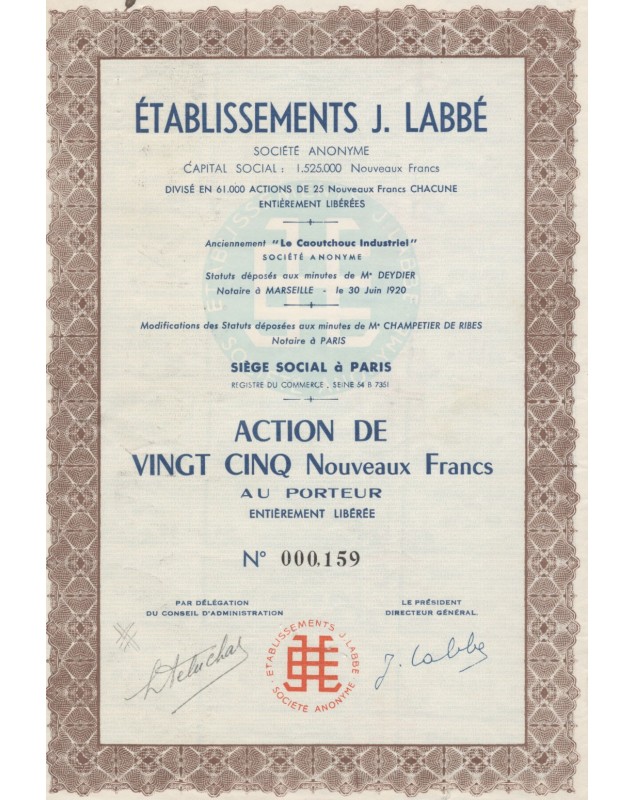 ÉTABLISSEMENTS J. LABBÉ
SOCIÉTÉ ANONYME
CAPITAL SOCIAL : 1.525.000 Nouveaux Francs
DIVISÉ EN 61.000 ACTIONS DE 25 Nouveaux Francs CHACUNE
ENTIÈREMENT LIBÉRÉES
Anciennement "Le Caoutchouc Industriel"
SOCIÉTÉ ANONYME
Statuts déposés aux minutes de Me DEYDIER
Notaire à MARSEILLE - le 30 Juin 1920
Modifications des Statuts déposées aux minutes de Me CHAMPETIER DE RIBES
Notaire à PARIS
SIÈGE SOCIAL à PARIS
REGISTRE DU COMMERCE, SEINE 54 B 7351
ACTION DE
VINGT CINQ Nouveaux Francs
AU PORTEUR
ENTIÈREMENT LIBÉRÉE
N° 000.159
PAR DÉLÉGATION
DU CONSEIL D'ADMINISTRATION
LE PRÉSIDENT
DIRECTEUR GÉNÉRAL.
ÉTABLISSEMENTS J. LABBÉ
SOCIÉTÉ ANONYME
J. Labbé